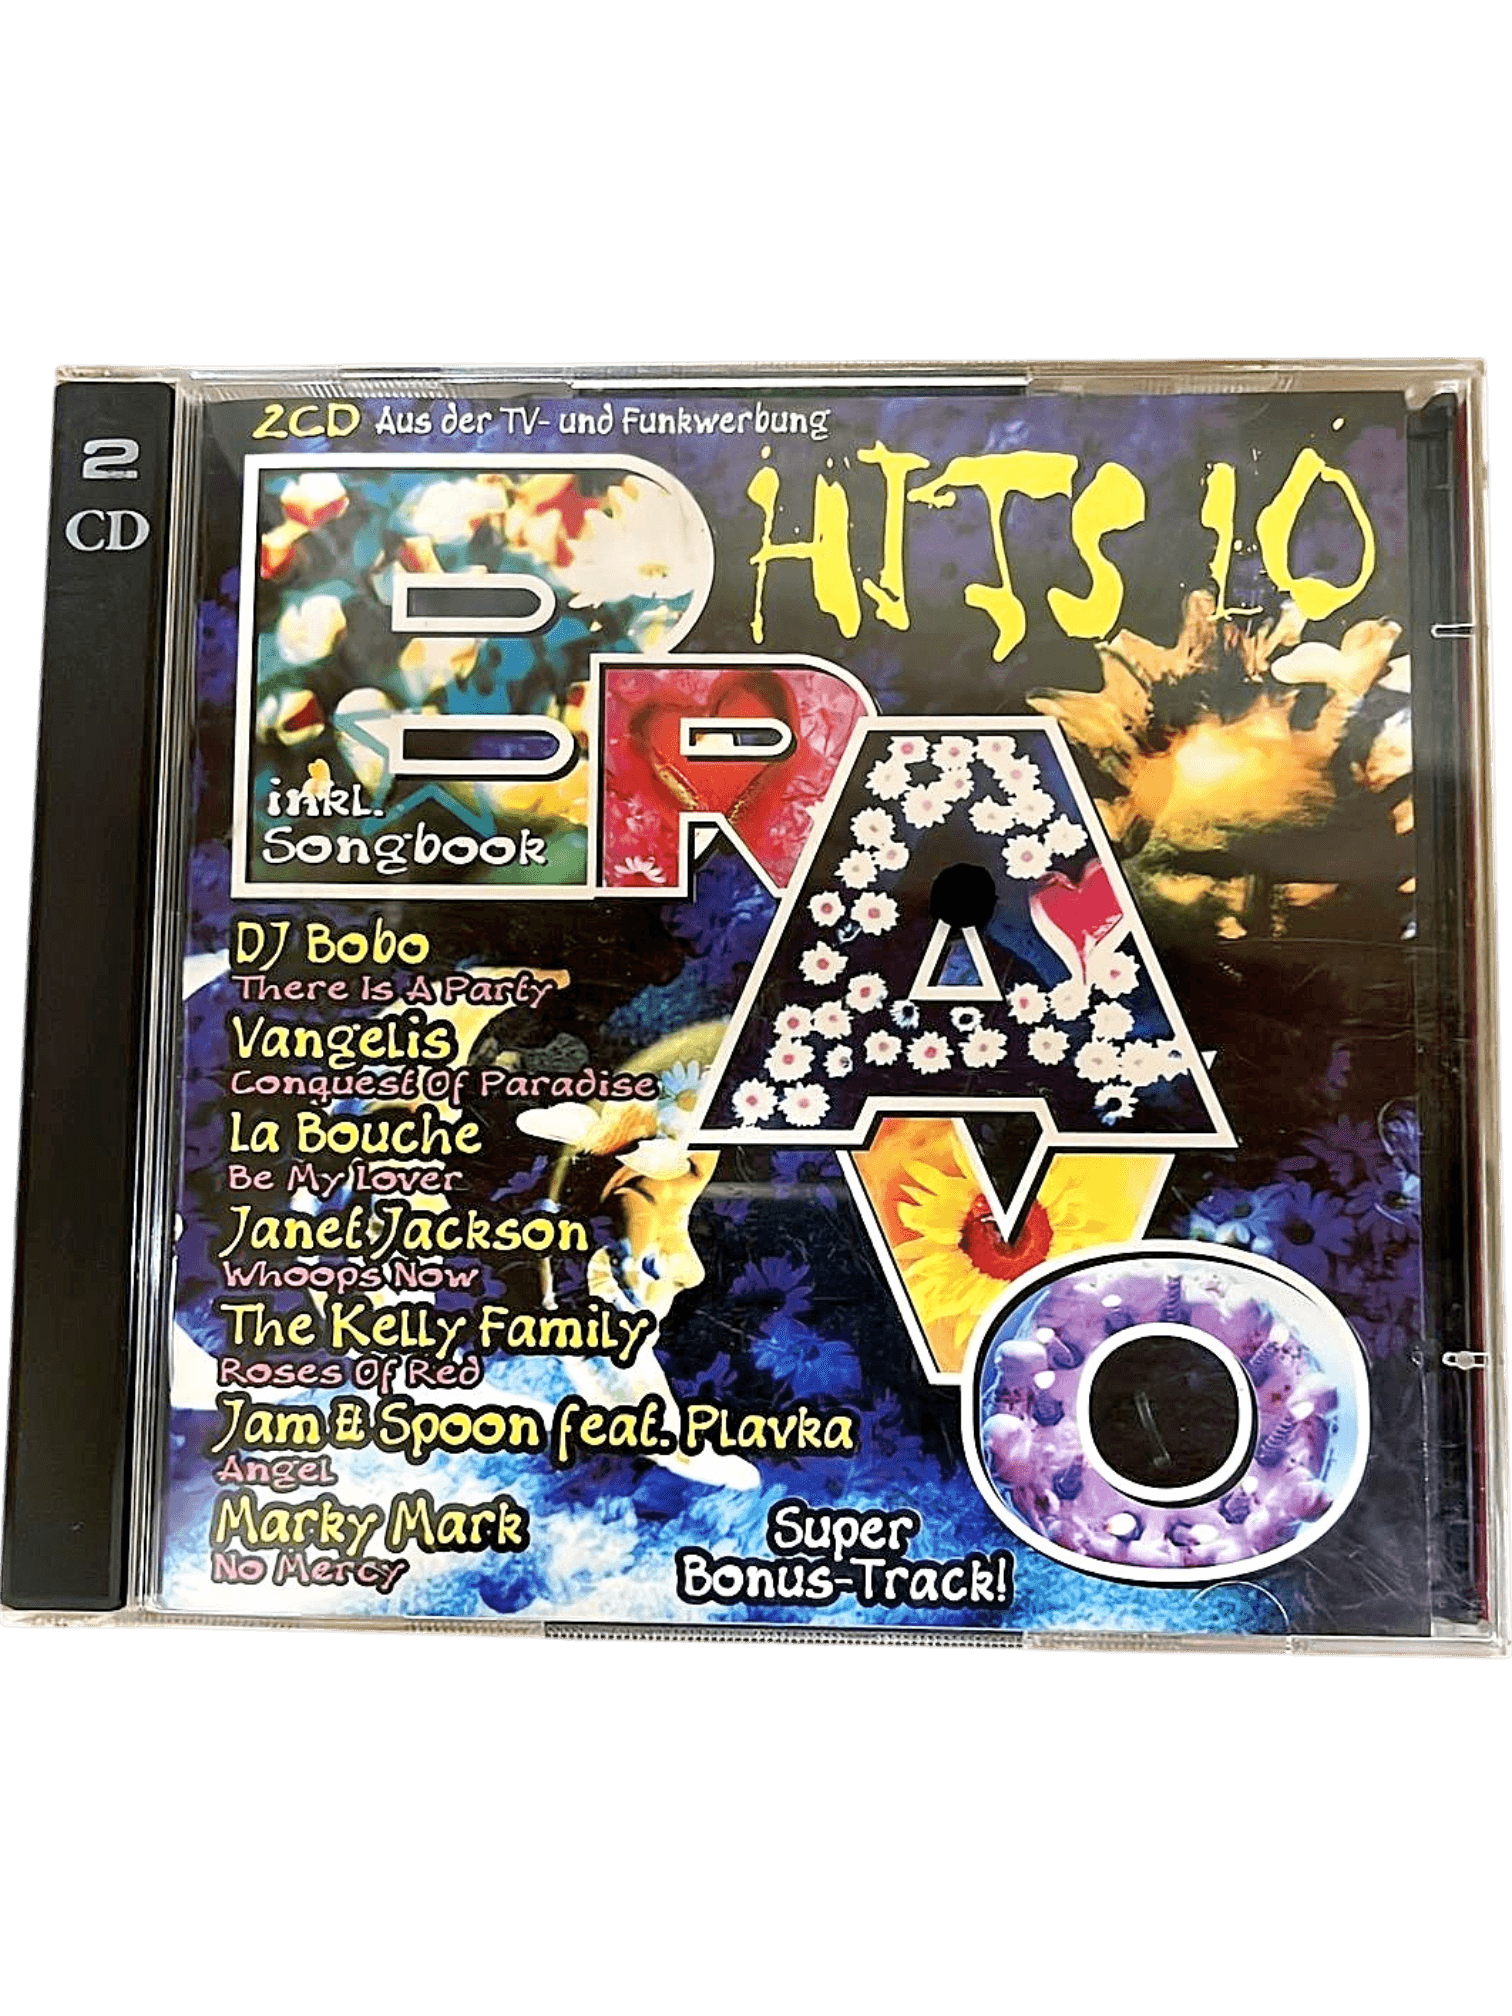 2
CD
2CD Aus der TV- und Funkwerbung
HITS 10
BRAVO
inkl.
Songbook
DJ Bobo
There Is A Party
Vangelis
Conquest Of Paradise
La Bouche
Be My Lover
Janet Jackson
Whoops Now
The Kelly Family
Roses Of Red
Jam & Spoon feat. Plavka
Angel
Marky Mark
No Mercy
Super
Bonus-Track!